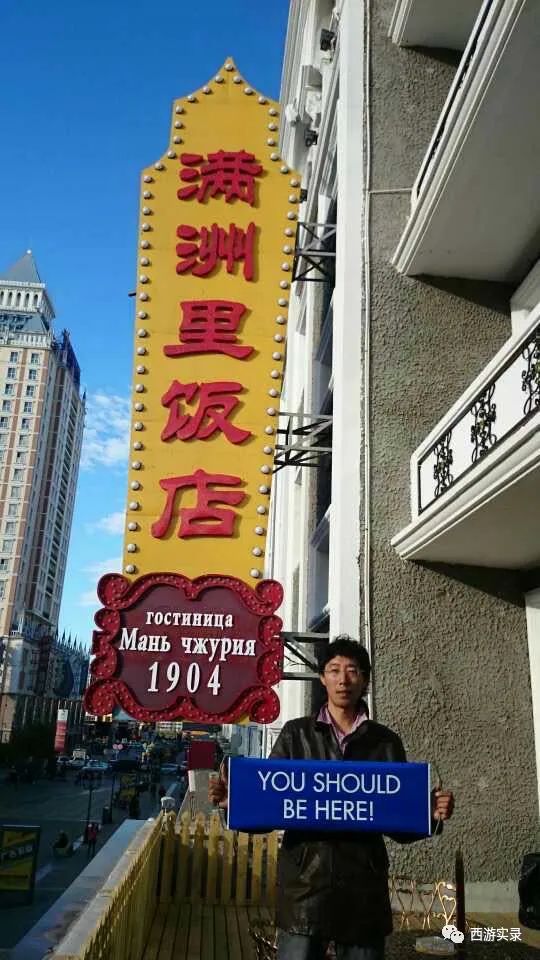 满洲里饭店
гостиница
Мань чжурия
1904
YOU SHOULD
BE HERE!
西游实录